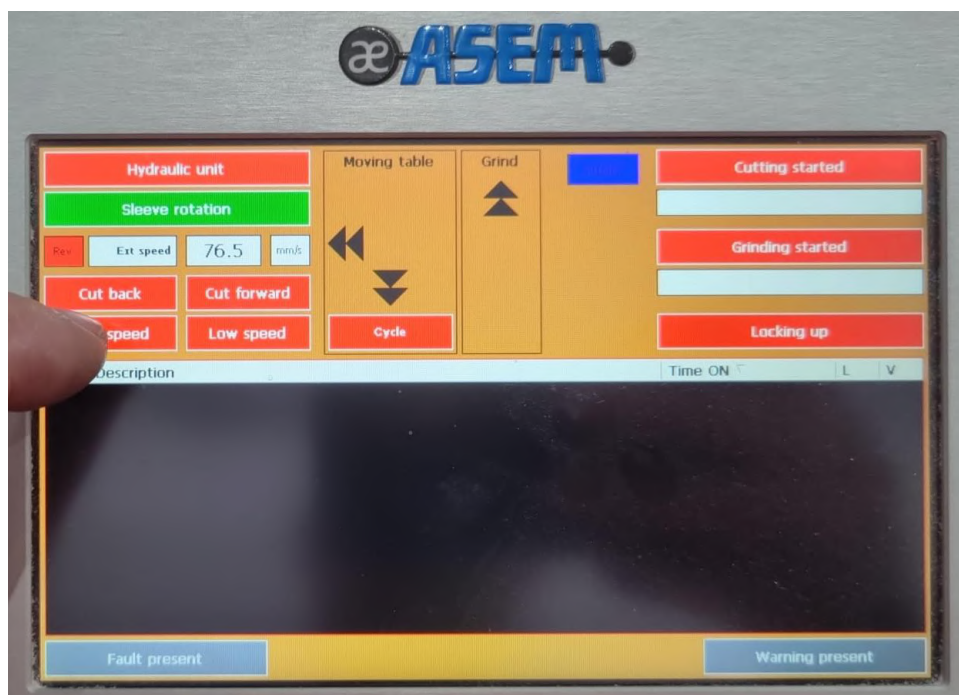 æ ASEM
Hydraulic unit
Sleeve rotation
Rev Ext speed 76.5 mm/s
Cut back Cut forward
speed Low speed
Moving table
Cycle
Grind
Cutting started
Grinding started
Locking up
Description Time ON L V
Fault present Warning present